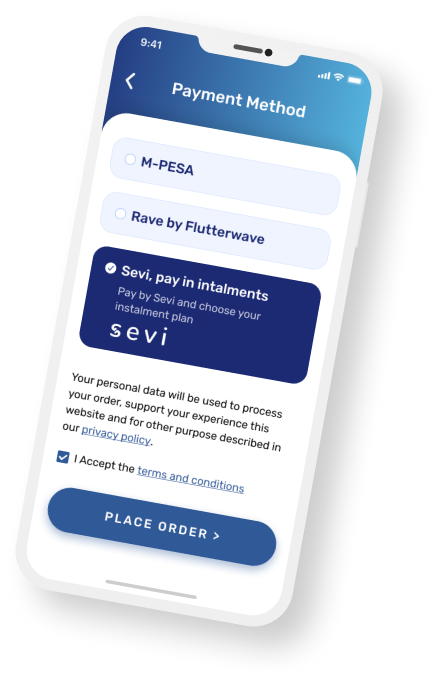 9:41
Payment Method
M-PESA
Rave by Flutterwave
Sevi, pay in intalments
Pay by Sevi and choose your
instalment plan
sevi
Your personal data will be used to process
your order, support your experience this
website and for other purpose described in
our privacy policy.
I Accept the terms and conditions
PLACE ORDER >